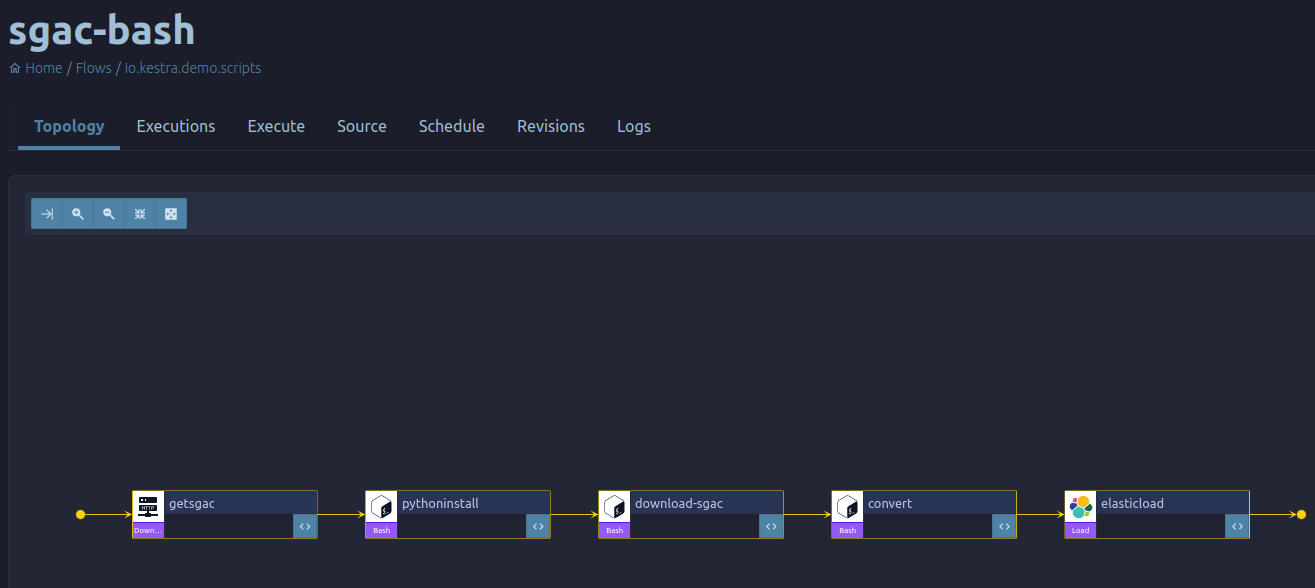 sgac-bash
Home / Flows / Io.kestra.demo.scripts
Topology Executions Execute Source Schedule Revisions Logs
getsgac pythoninstall download-sgac convert elasticload
HTTP
Down... Bash Bash Bash Load